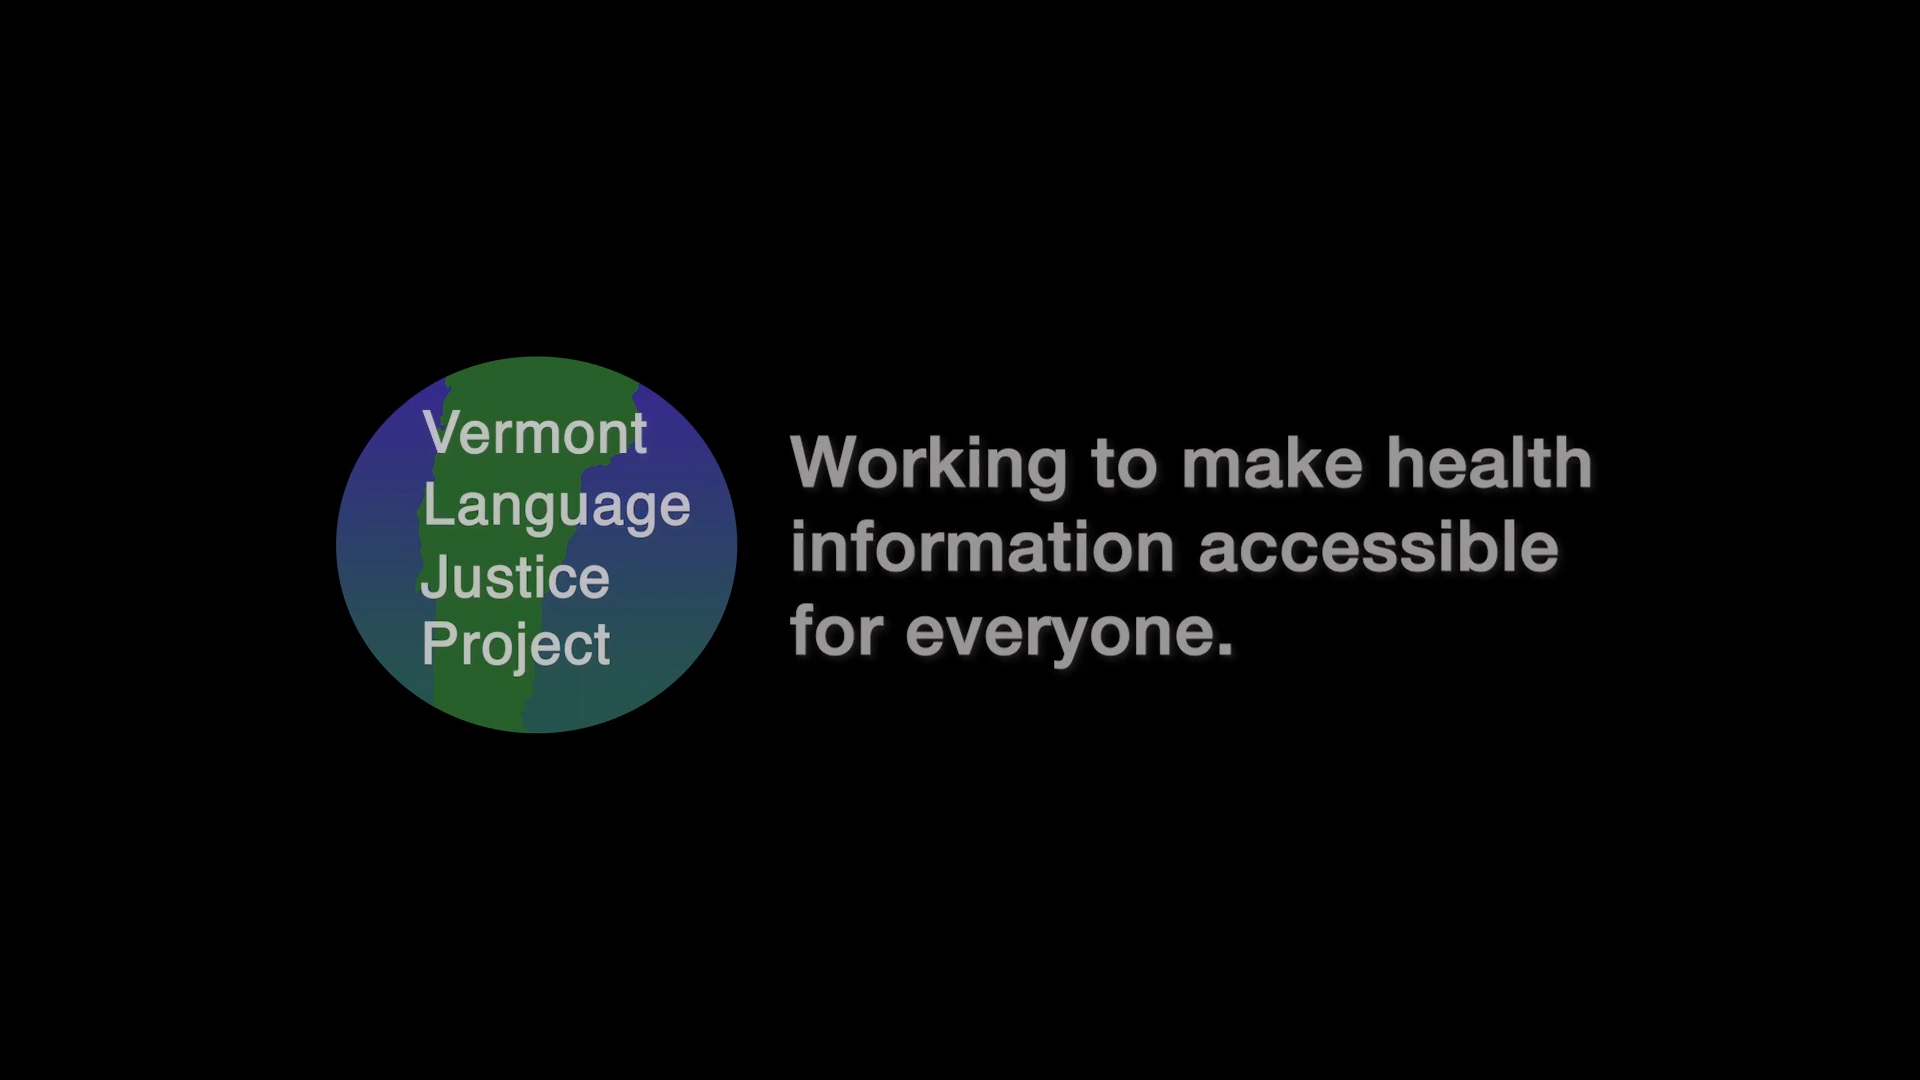 Vermont
Language
Justice
Project
Working to make health
information accessible
for everyone.